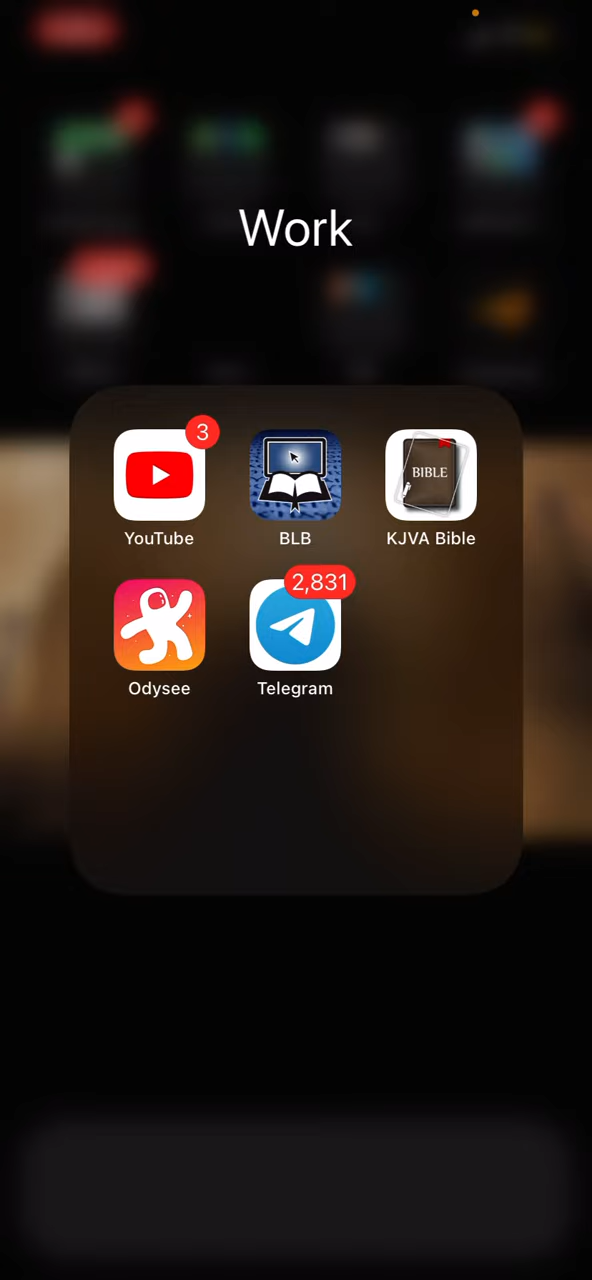 Work
3
YouTube
BLB
BIBLE
KJVA Bible
Odysee
2,831
Telegram